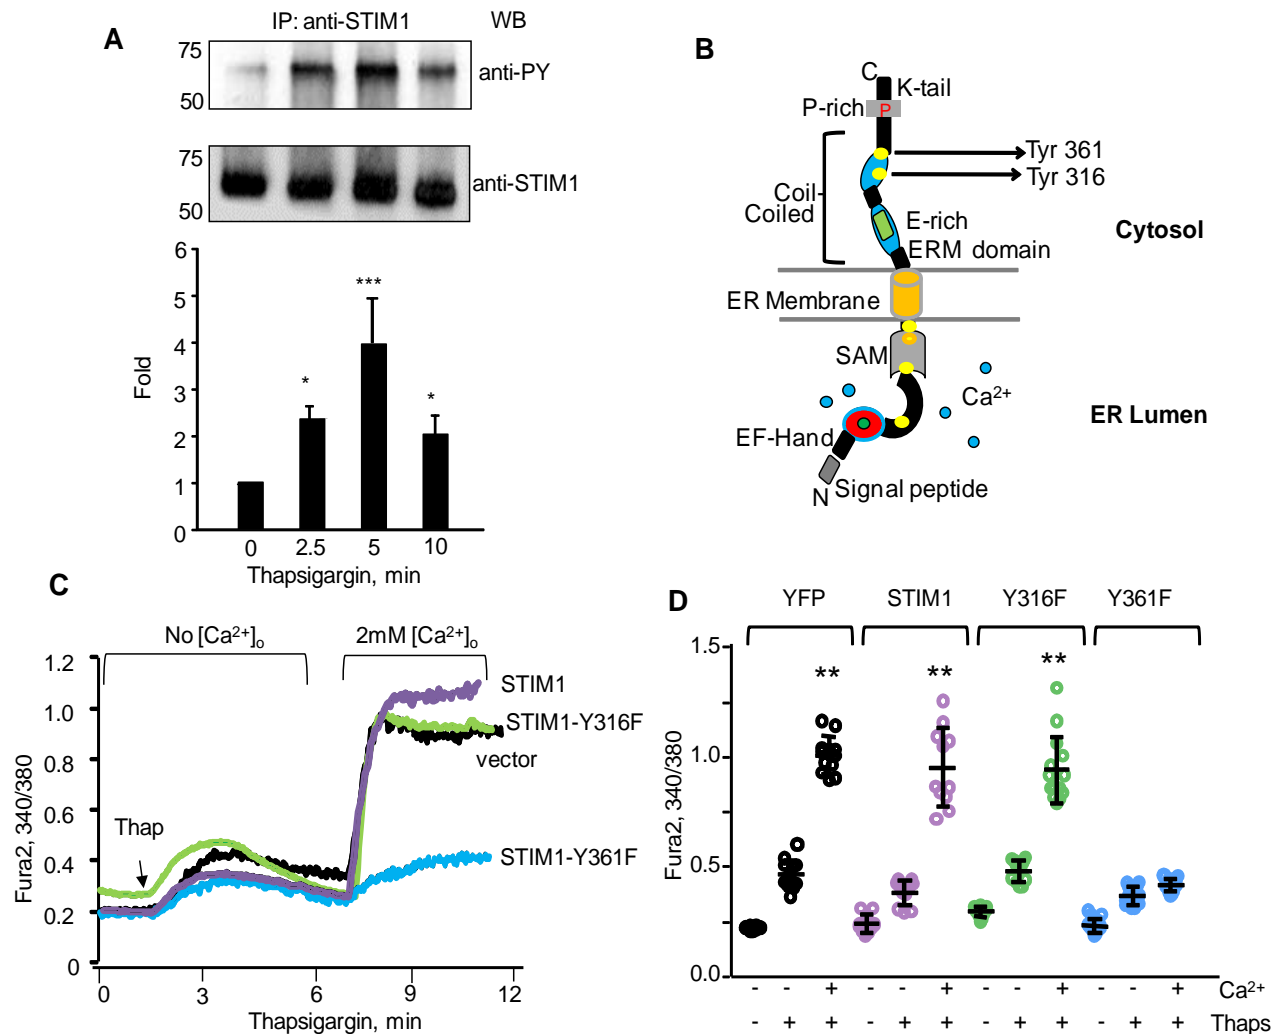 A
IP: anti-STIM1 WB
75
50
anti-PY
75
50
anti-STIM1
6
5
4
3
2
1
0
Fold
*
***
*
0 2.5 5 10
Thapsigargin, min
B
C
K-tail
P-rich
P
Tyr 361
Tyr 316
Coil
Coiled
E-rich
ERM domain
Cytosol
ER Membrane
SAM
Ca2+
ER Lumen
EF-Hand
N
Signal peptide
C
No [Ca2+]o
2mM [Ca2+]o
1.2
1.0
0.8
0.6
0.4
0.2
0
Fura2, 340/380
Thap
STIM1
STIM1-Y316F
vector
STIM1-Y361F
0 3 6 9 12
Thapsigargin, min
D
YFP STIM1 Y316F Y361F
1.5
1.0
0.5
0.0
Fura2, 340/380
** ** **
- - + - - + - - + - - + Ca2+
- + + - + + - + + - + + Thaps